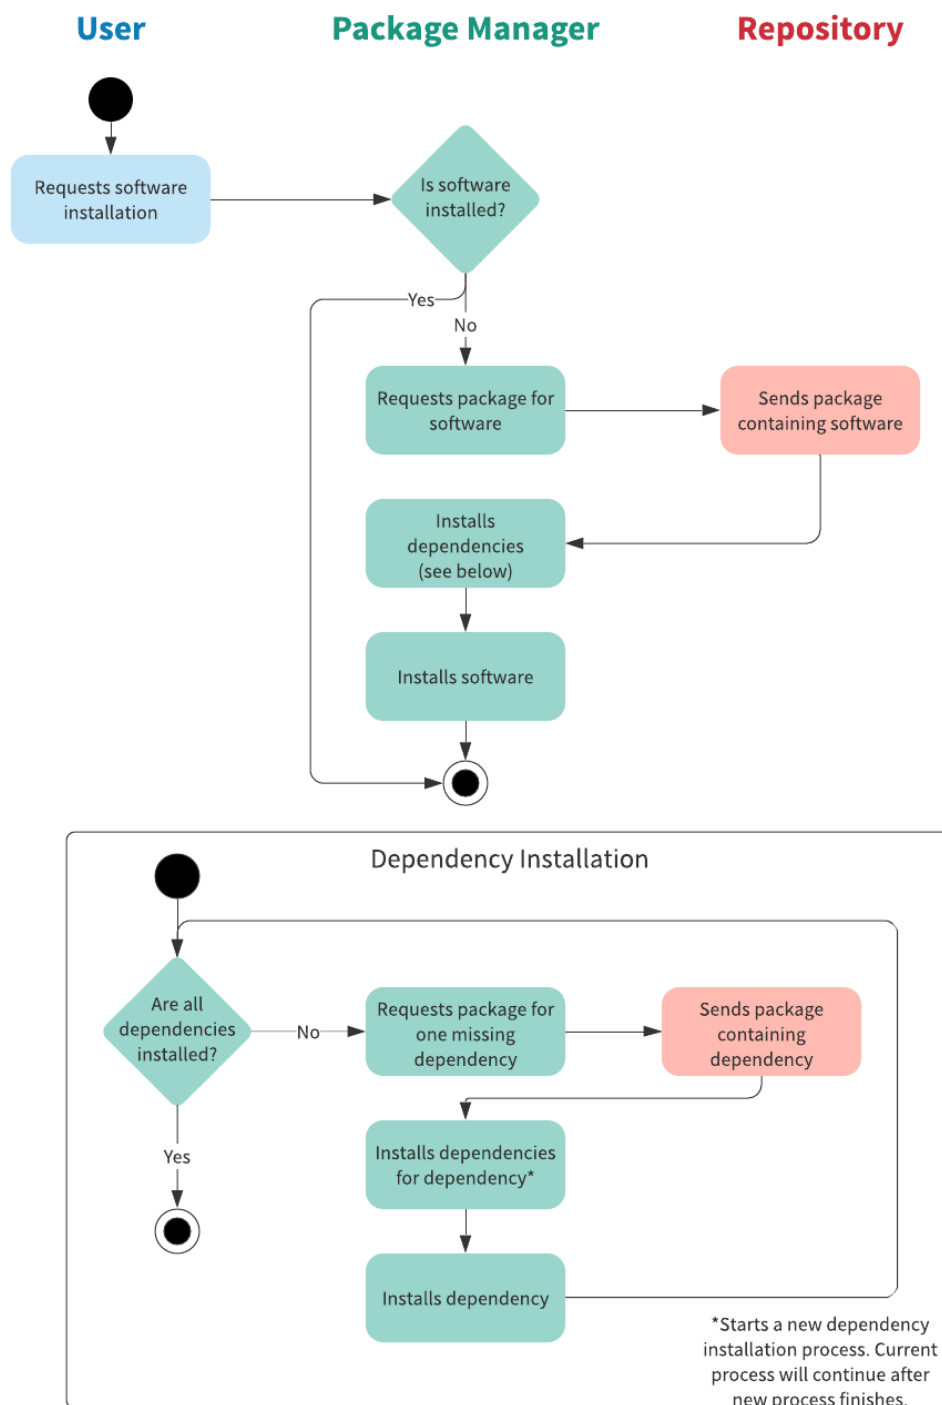 User
Package Manager
Repository
Requests software
installation
Is software
installed?
Yes
No
Requests package for
software
Sends package
containing software
Installs
dependencies
(see below)
Installs software
Dependency Installation
Are all
dependencies
installed?
No
Requests package for
one missing
dependency
Sends package
containing
dependency
Yes
Installs dependencies
for dependency*
Installs dependency
*Starts a new dependency
installation process. Current
process will continue after
new process finishes.